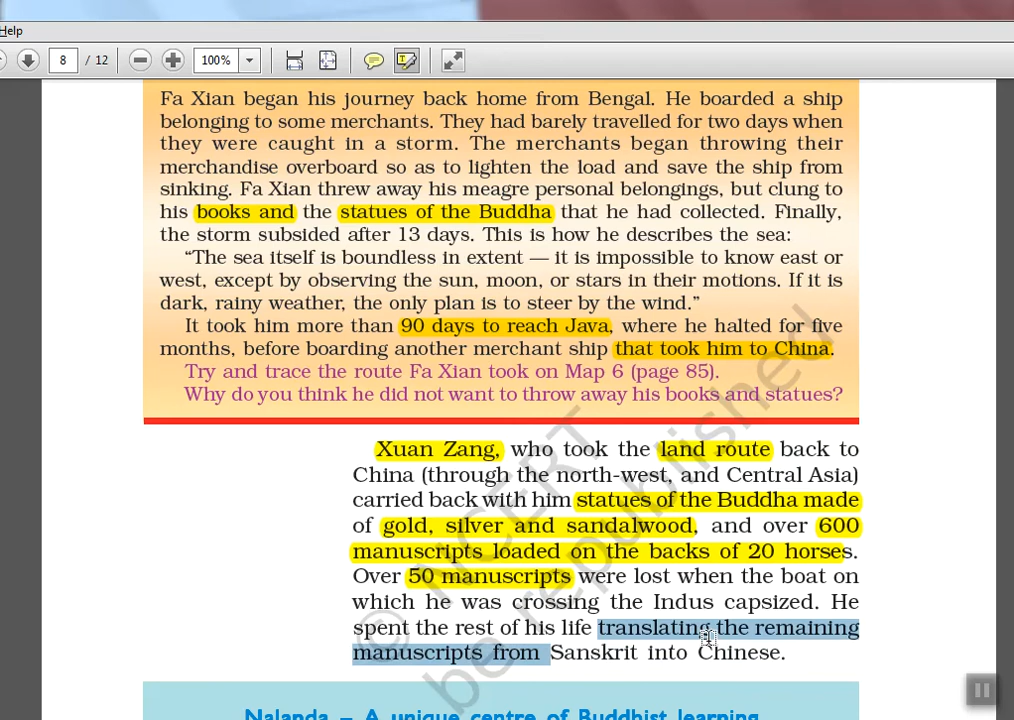 Help
8 / 12
100%
Fa Xian began his journey back home from Bengal. He boarded a ship
belonging to some merchants. They had barely travelled for two days when
they were caught in a storm. The merchants began throwing their
merchandise overboard so as to lighten the load and save the ship from
sinking. Fa Xian threw away his meagre personal belongings, but clung to
his books and the statues of the Buddha that he had collected. Finally,
the storm subsided after 13 days. This is how he describes the sea:
“The sea itself is boundless in extent — it is impossible to know east or
west, except by observing the sun, moon, or stars in their motions. If it is
dark, rainy weather, the only plan is to steer by the wind.”
It took him more than 90 days to reach Java, where he halted for five
months, before boarding another merchant ship that took him to China.
Try and trace the route Fa Xian took on Map 6 (page 85).
Why do you think he did not want to throw away his books and statues?
Xuan Zang, who took the land route back to
China (through the north-west, and Central Asia)
carried back with him statues of the Buddha made
of gold, silver and sandalwood, and over 600
manuscripts loaded on the backs of 20 horses.
Over 50 manuscripts were lost when the boat on
which he was crossing the Indus capsized. He
spent the rest of his life translating the remaining
manuscripts from Sanskrit into Chinese.
© NCERT
be republished
Nalanda – A unique centre of Buddhist learning